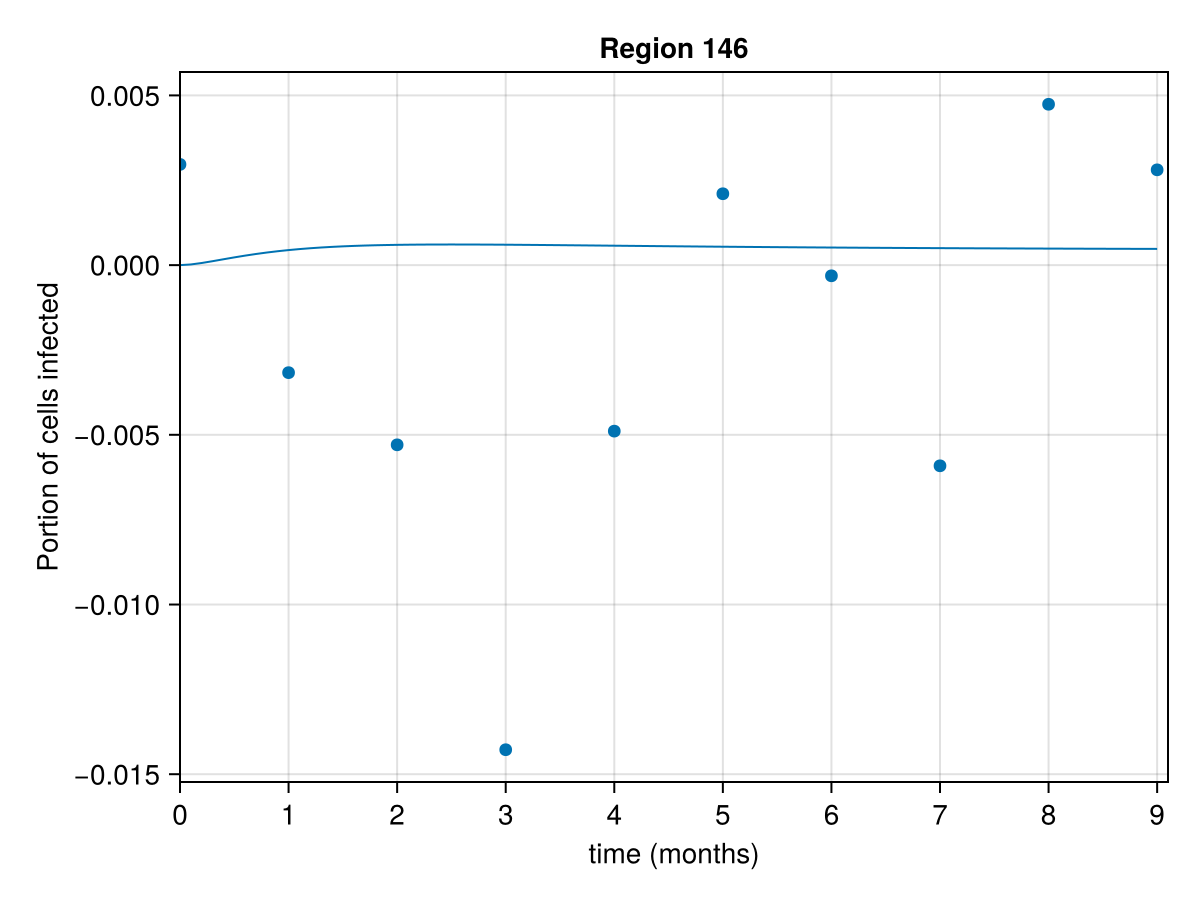 Region 146
0.005
0.000
−0.005
−0.010
−0.015
Portion of cells infected
0 1 2 3 4 5 6 7 8 9
time (months)